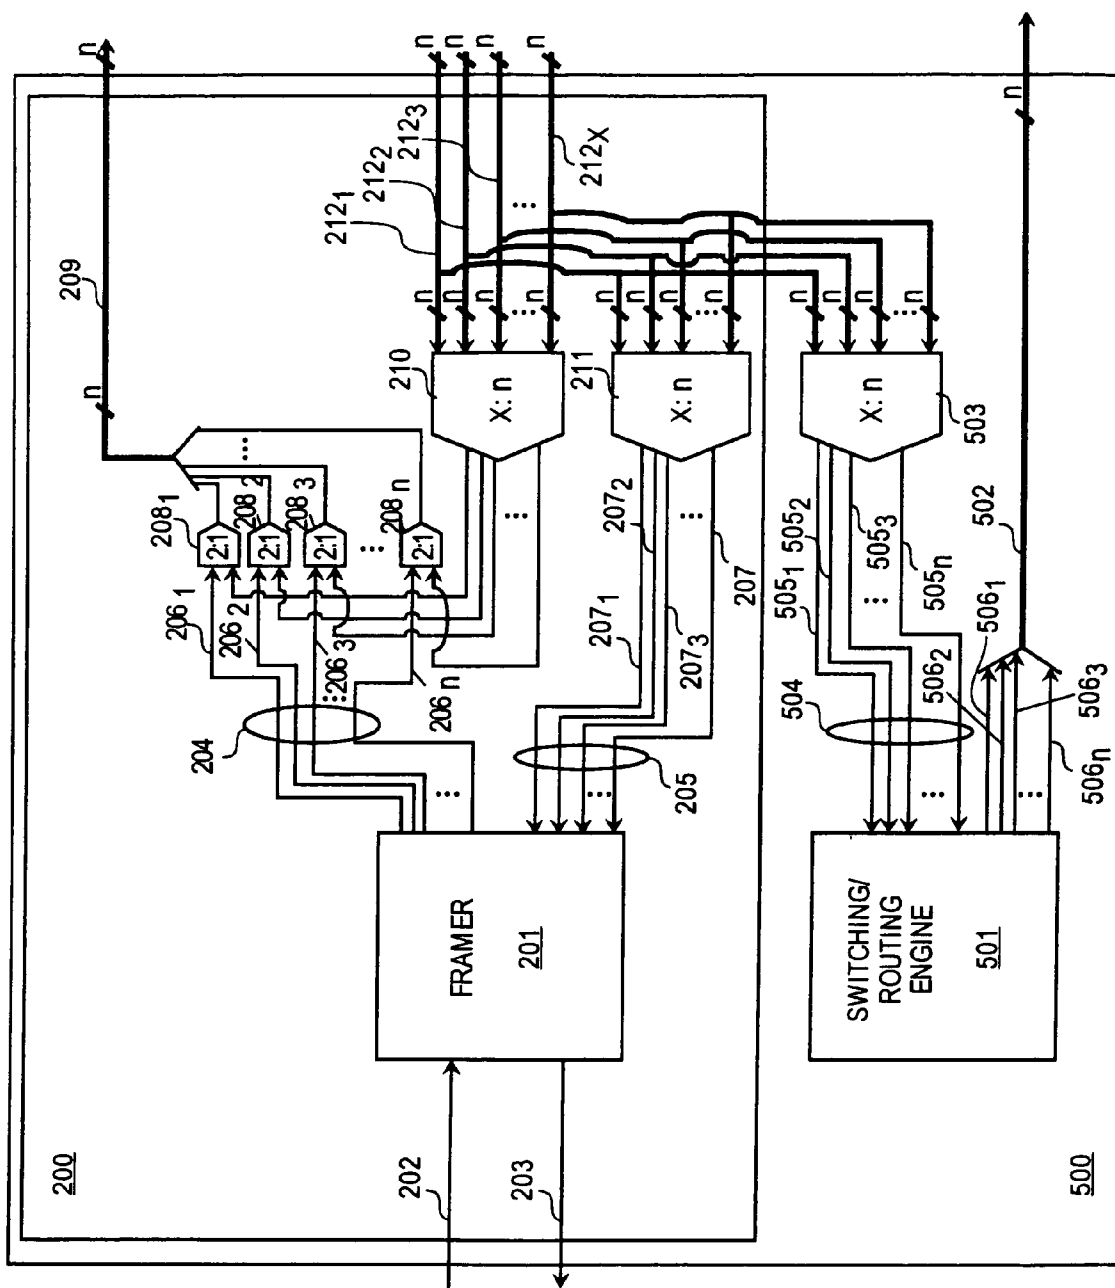 200
n
209
n
208₁
2:1
206₁
208₂
2:1
206₂
204
208₃
2:1
206₃
...
...
...
208ₙ
2:1
206ₙ
...
202
203
FRAMER
201
n
n
n
n
212₁
212₂
212₃
...
212ₓ
n
n
n
...
n
210
X:n
...
n
n
n
...
n
211
X:n
207₁
207₂
207₃
...
207
205
...
n
n
n
...
n
503
X:n
505₁
505₂
505₃
...
505ₙ
504
...
SWITCHING/
ROUTING
ENGINE
501
506₁
506₂
506₃
...
506ₙ
502
n
500